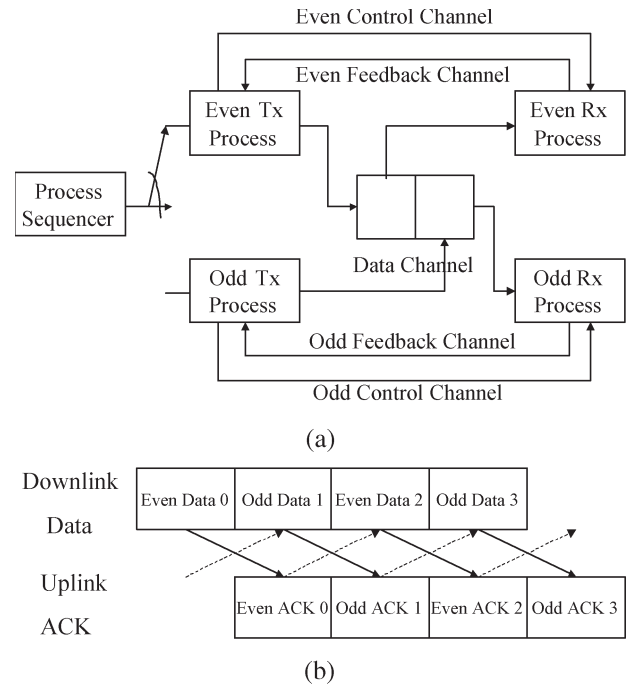 Even Control Channel
Even Feedback Channel
Even Tx
Process
Even Rx
Process
Process
Sequencer
Data Channel
Odd Tx
Process
Odd Rx
Process
Odd Feedback Channel
Odd Control Channel
(a)
Downlink
Data
Even Data 0
Odd Data 1
Even Data 2
Odd Data 3
Uplink
ACK
Even ACK 0
Odd ACK 1
Even ACK 2
Odd ACK 3
(b)